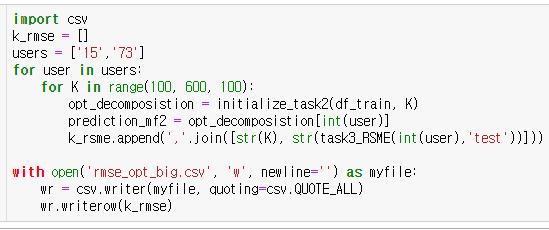 import csv
k_rmse = []
users = ['15','73']
for user in users:
    for K in range(100, 600, 100):
        opt_decomposistion = initialize_task2(df_train, K)
        prediction_mf2 = opt_decomposistion[int(user)]
        k_rsme.append(','.join([str(K), str(task3_RSME(int(user),'test'))]))
with open('rmse_opt_big.csv', 'w', newline='') as myfile:
    wr = csv.writer(myfile, quoting=csv.QUOTE_ALL)
    wr.writerow(k_rmse)